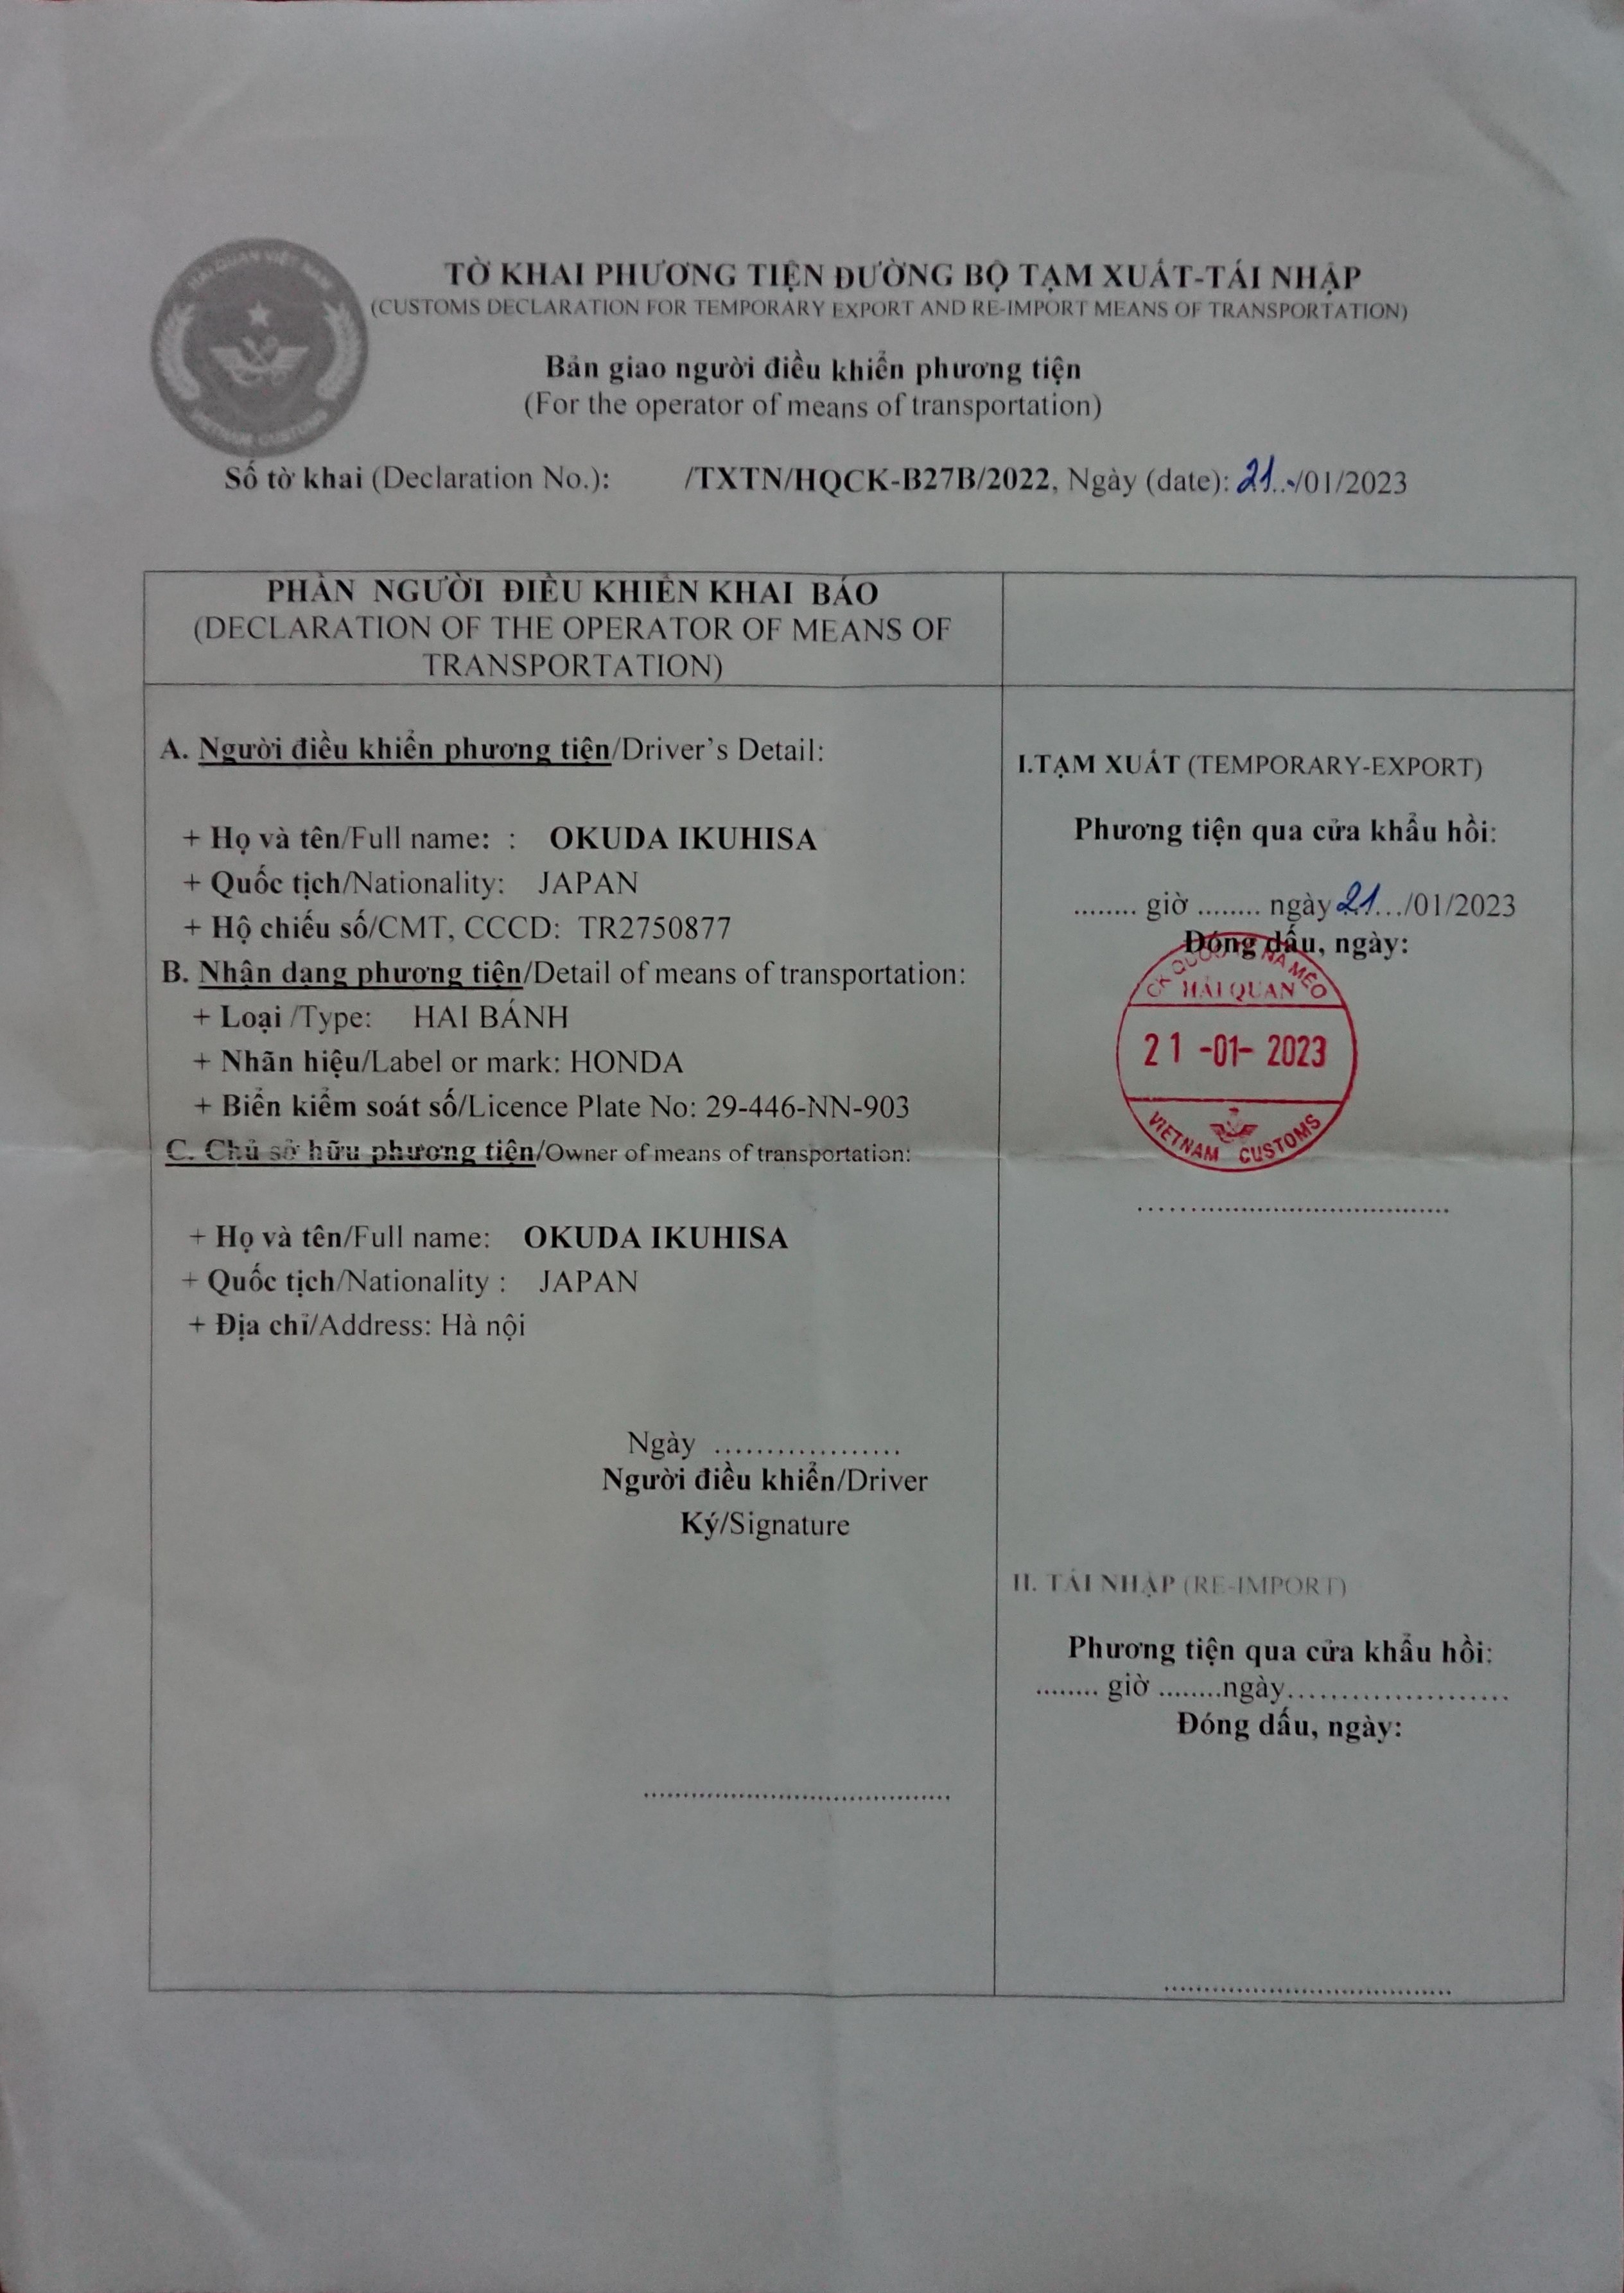 HẢI QUAN VIỆT NAM
VIETNAM CUSTOMS
TỜ KHAI PHƯƠNG TIỆN ĐƯỜNG BỘ TẠM XUẤT-TÁI NHẬP
(CUSTOMS DECLARATION FOR TEMPORARY EXPORT AND RE-IMPORT MEANS OF TRANSPORTATION)
Bản giao người điều khiển phương tiện
(For the operator of means of transportation)
Số tờ khai (Declaration No.): /TXTN/HQCK-B27B/2022, Ngày (date): 21.../01/2023
PHẦN NGƯỜI ĐIỀU KHIỂN KHAI BÁO
(DECLARATION OF THE OPERATOR OF MEANS OF
TRANSPORTATION)
A. Người điều khiển phương tiện/Driver's Detail:
+ Họ và tên/Full name: : OKUDA IKUHISA
+ Quốc tịch/Nationality: JAPAN
+ Hộ chiếu số/CMT, CCCD: TR2750877
B. Nhận dạng phương tiện/Detail of means of transportation:
+ Loại /Type: HAI BÁNH
+ Nhãn hiệu/Label or mark: HONDA
+ Biển kiểm soát số/Licence Plate No: 29-446-NN-903
C. Chủ sở hữu phương tiện/Owner of means of transportation:
+ Họ và tên/Full name: OKUDA IKUHISA
+ Quốc tịch/Nationality : JAPAN
+ Địa chỉ/Address: Hà nội
Ngày ...................
Người điều khiển/Driver
Ký/Signature
.......................................
I.TẠM XUẤT (TEMPORARY-EXPORT)
Phương tiện qua cửa khẩu hồi:
........ giờ ........ ngày 21.../01/2023
Đóng dấu, ngày:
CK QUỐC NA MÈO
HẢI QUAN
21 -01- 2023
VIETNAM CUSTOMS
.......................................
II. TÁI NHẬP (RE-IMPORT)
Phương tiện qua cửa khẩu hồi:
........ giờ ........ngày......................
Đóng dấu, ngày:
.......................................